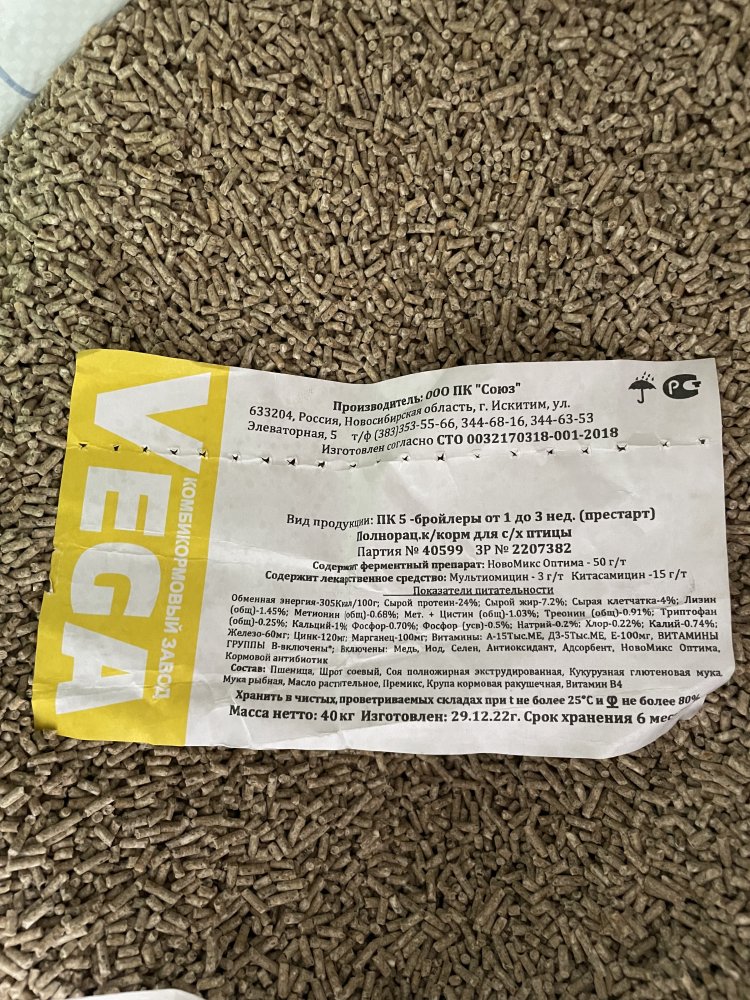 VEGA
КОМБИКОРМОВЫЙ ЗАВОД
Производитель: ООО ПК "Союз"
633204, Россия, Новосибирская область, г. Искитим, ул.
Элеваторная, 5 т/ф (383)353-55-66, 344-68-16, 344-63-53
Изготовлен согласно СТО 0032170318-001-2018
РСТ
Вид продукции: ПК 5 -бройлеры от 1 до 3 нед. (престарт)
Полнорац.к/корм для с/х птицы
Партия № 40599 ЗР № 2207382
Содержит ферментный препарат: НовоМикс Оптима - 50 г/т
Содержит лекарственное средство: Мультиомицин - 3 г/т Китасамицин -15 г/т
Показатели питательности
Обменная энергия-305Ккал/100г; Сырой протеин-24%; Сырой жир-7.2%; Сырая клетчатка-4%; Лизин
(общ)-1.45%; Метионин (общ)-0.68%; Мет. + Цистин (общ)-1.03%; Треонин (общ)-0.91%; Триптофан
(общ)-0.25%; Кальций-1%; Фосфор-0.70%; Фосфор (усв)-0.5%; Натрий-0.2%; Хлор-0.22%; Калий-0.74%;
Железо-60мг; Цинк-120мг; Марганец-100мг; Витамины: А-15Тыс.МЕ, Д3-5Тыс.МЕ, Е-100мг, ВИТАМИНЫ
ГРУППЫ В-включены*; Включены: Медь, Иод, Селен, Антиоксидант, Адсорбент, НовоМикс Оптима,
Кормовой антибиотик
Состав: Пшеница, Шрот соевый, Соя полножирная экструдированная, Кукурузная глютеновая мука,
Мука рыбная, Масло растительное, Премикс, Крупа кормовая ракушечная, Витамин В4
Хранить в чистых, проветриваемых складах при t не более 25°С и φ не более 80%
Масса нетто: 40кг Изготовлен: 29.12.22г. Срок хранения 6 мес